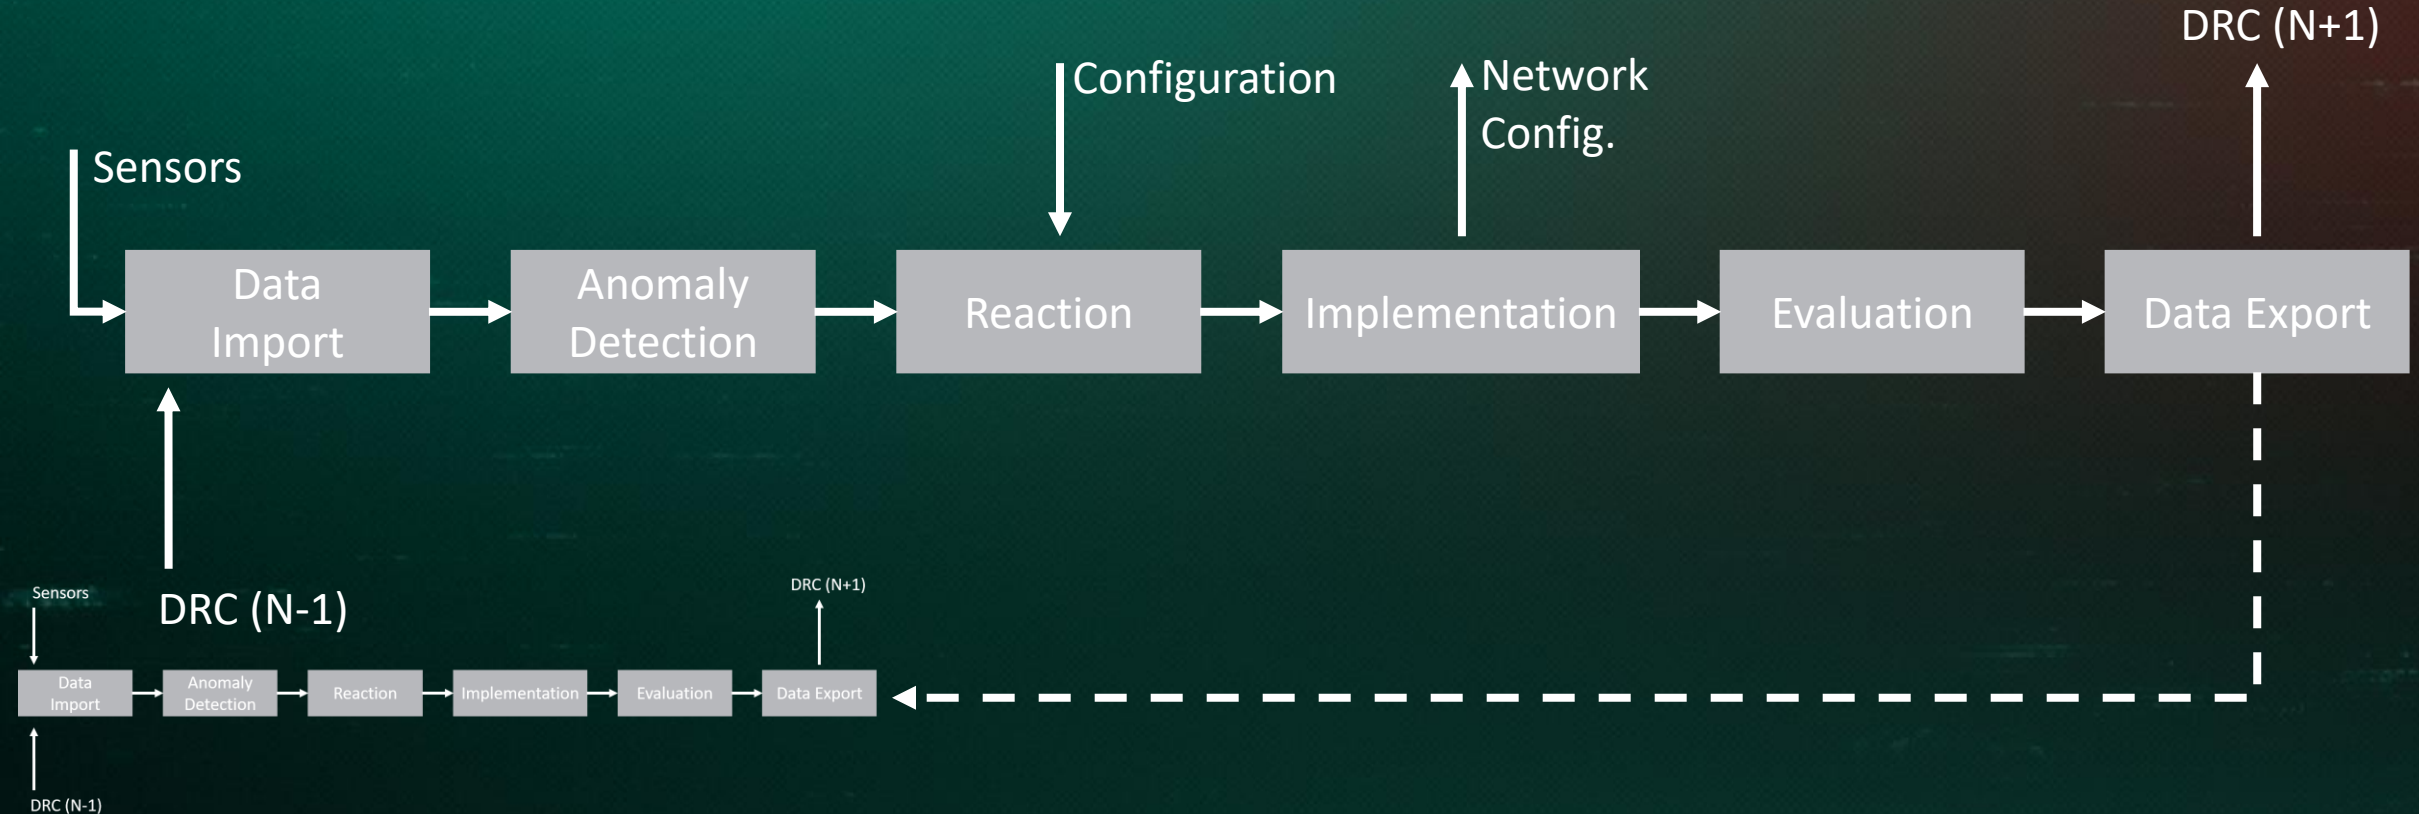 DRC (N+1)
Configuration
Network
Config.
Sensors
Data
Import
Anomaly
Detection
Reaction
Implementation
Evaluation
Data Export
DRC (N-1)
Sensors
DRC (N+1)
Data
Import
Anomaly
Detection
Reaction
Implementation
Evaluation
Data Export
DRC (N-1)